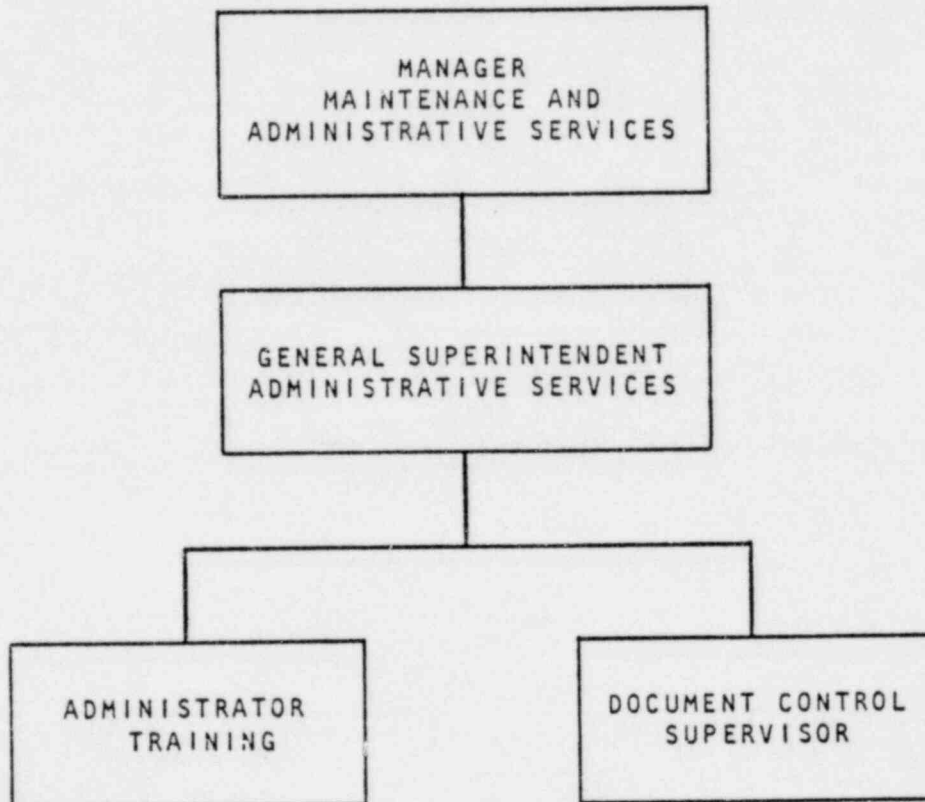 MANAGER
MAINTENANCE AND
ADMINISTRATIVE SERVICES
GENERAL SUPERINTENDENT
ADMINISTRATIVE SERVICES
ADMINISTRATOR
TRAINING
DOCUMENT CONTROL
SUPERVISOR